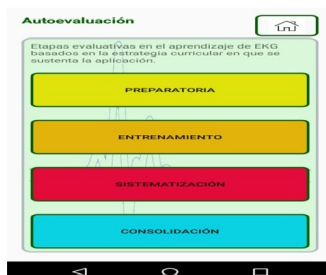 Autoevaluación
Etapas evaluativas en el aprendizaje de EKG
basados en la estrategia curricular en que se
sustenta la aplicación.
PREPARATORIA
ENTRENAMIENTO
SISTEMATIZACIÓN
CONSOLIDACIÓN